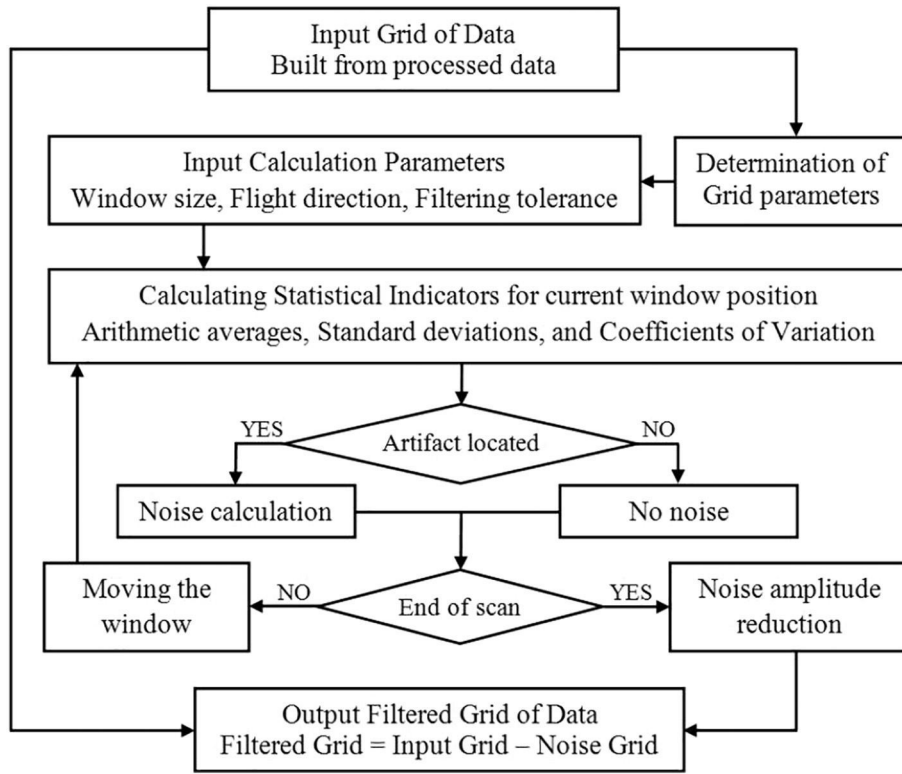 Input Grid of Data
Built from processed data
Input Calculation Parameters
Window size, Flight direction, Filtering tolerance
Determination of
Grid parameters
Calculating Statistical Indicators for current window position
Arithmetic averages, Standard deviations, and Coefficients of Variation
YES
Artifact located
NO
Noise calculation
No noise
Moving the
window
NO
End of scan
YES
Noise amplitude
reduction
Output Filtered Grid of Data
Filtered Grid = Input Grid – Noise Grid